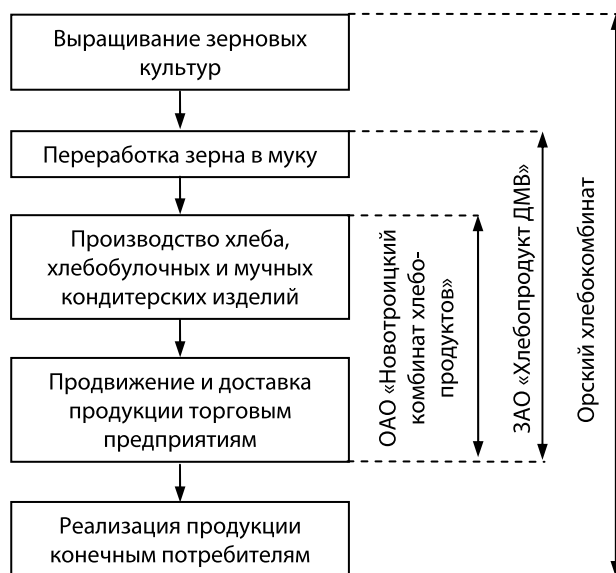 Выращивание зерновых
культур
Переработка зерна в муку
Производство хлеба,
хлебобулочных и мучных
кондитерских изделий
Продвижение и доставка
продукции торговым
предприятиям
Реализация продукции
конечным потребителям
ОАО «Новотроицкий
комбинат хлебо-
продуктов»
ЗАО «Хлебопродукт ДМВ»
Орский хлебокомбинат